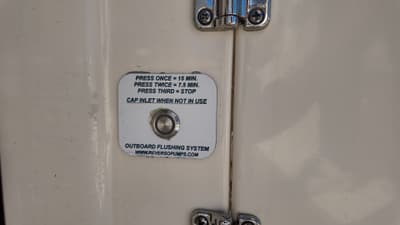 PRESS ONCE = 15 MIN.
PRESS TWICE = 7.5 MIN.
PRESS THIRD = STOP
CAP INLET WHEN NOT IN USE
OUTBOARD FLUSHING SYSTEM
WWW.REVERSOPUMPS.COM